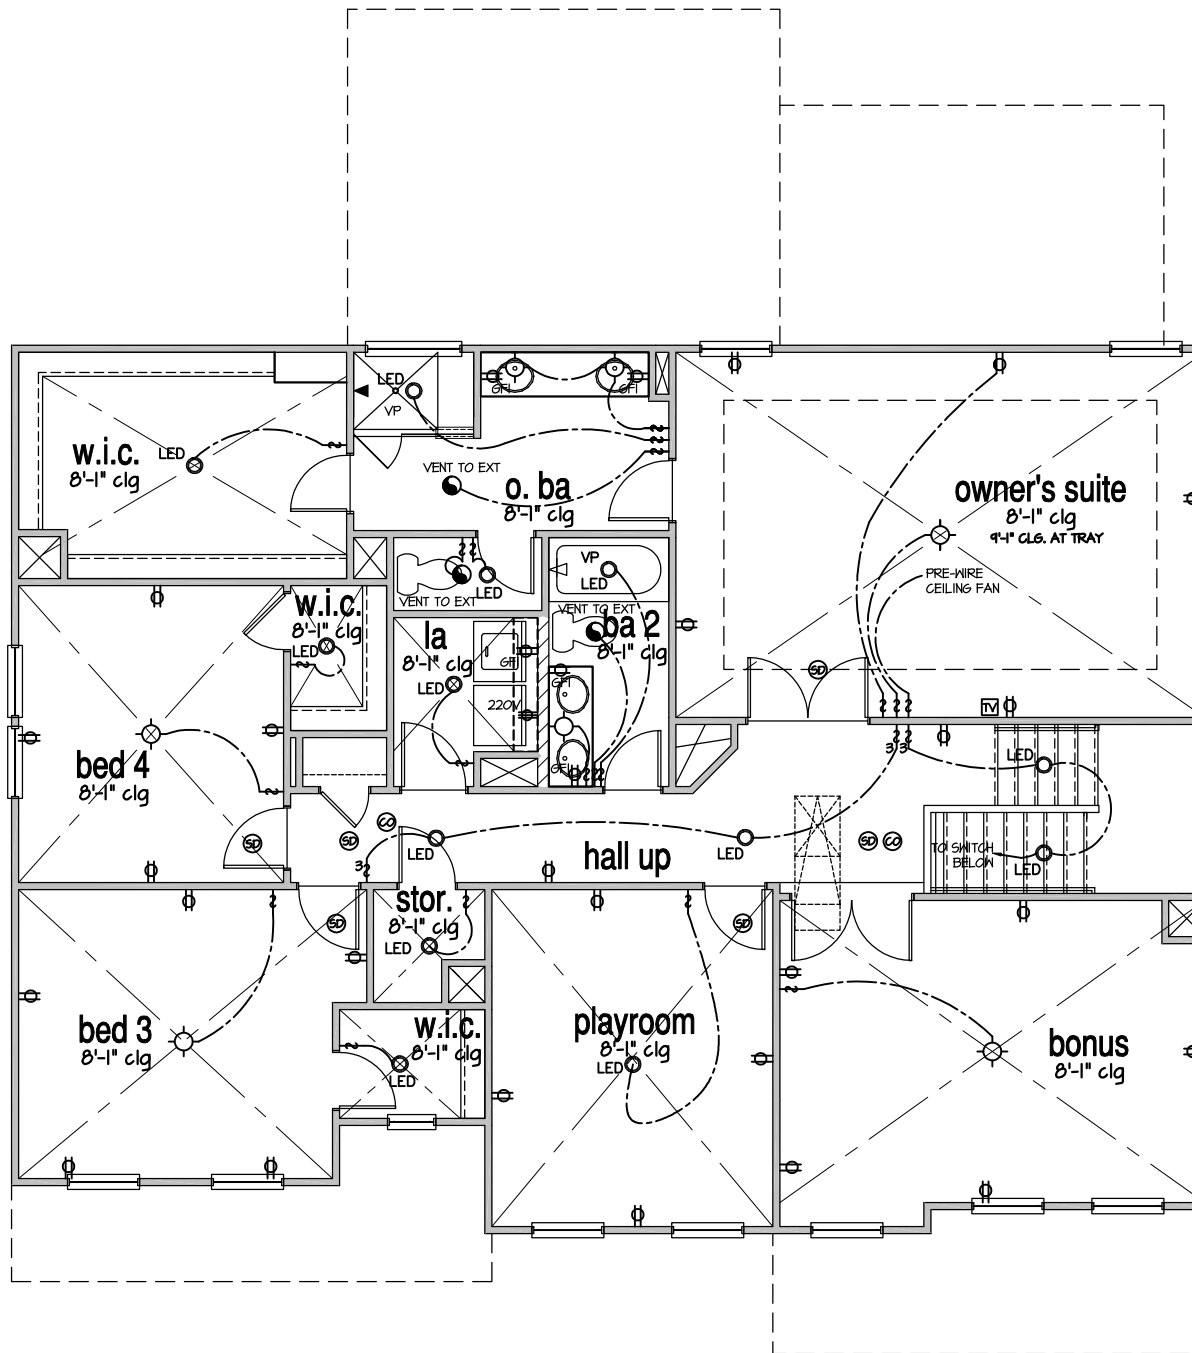 LED
VP
GFI
GFI
w.i.c.
8'-1" clg
LED
VENT TO EXT
o. ba
8'-1" clg
owner's suite
8'-1" clg
9'-1" CLG. AT TRAY
PRE-WIRE
CEILING FAN
VP
LED
LED
VENT TO EXT
VENT TO EXT
w.i.c.
8'-1" clg
LED
la
8'-1" clg
GFI
ba 2
8'-1" clg
LED
GFI
220V
SD
TV
bed 4
8'-1" clg
GFI
3
3
LED
SD
SD
CO
LED
hall up
LED
SD
CO
TO SWITCH
BELOW
LED
3
stor.
8'-1" clg
LED
SD
SD
bed 3
8'-1" clg
w.i.c.
8'-1" clg
LED
playroom
8'-1" clg
LED
bonus
8'-1" clg